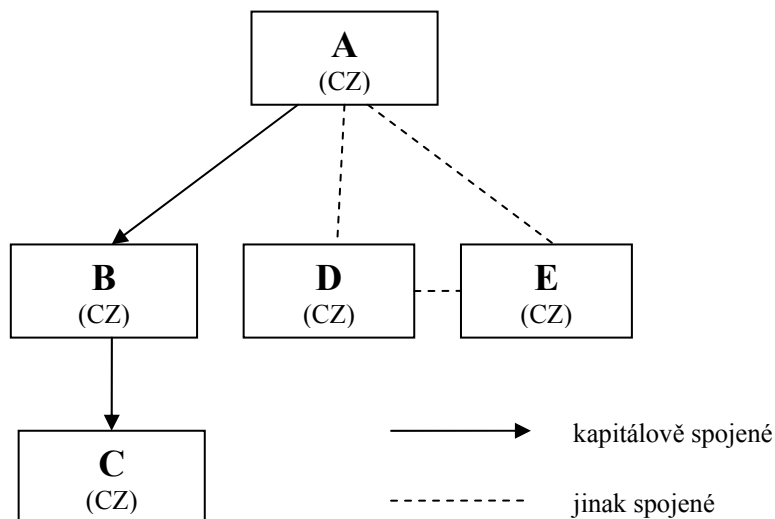 A
(CZ)
B
(CZ)
D
(CZ)
E
(CZ)
C
(CZ)
kapitálově spojené
jinak spojené